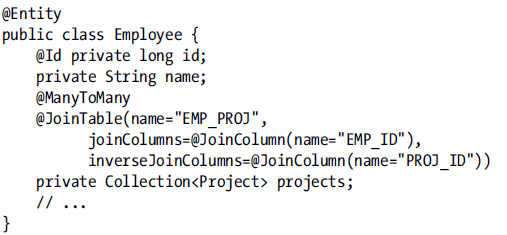 @Entity
public class Employee {
    @Id private long id;
    private String name;
    @ManyToMany
    @JoinTable(name="EMP_PROJ",
          joinColumns=@JoinColumn(name="EMP_ID"),
          inverseJoinColumns=@JoinColumn(name="PROJ_ID"))
    private Collection<Project> projects;
    // ...
}